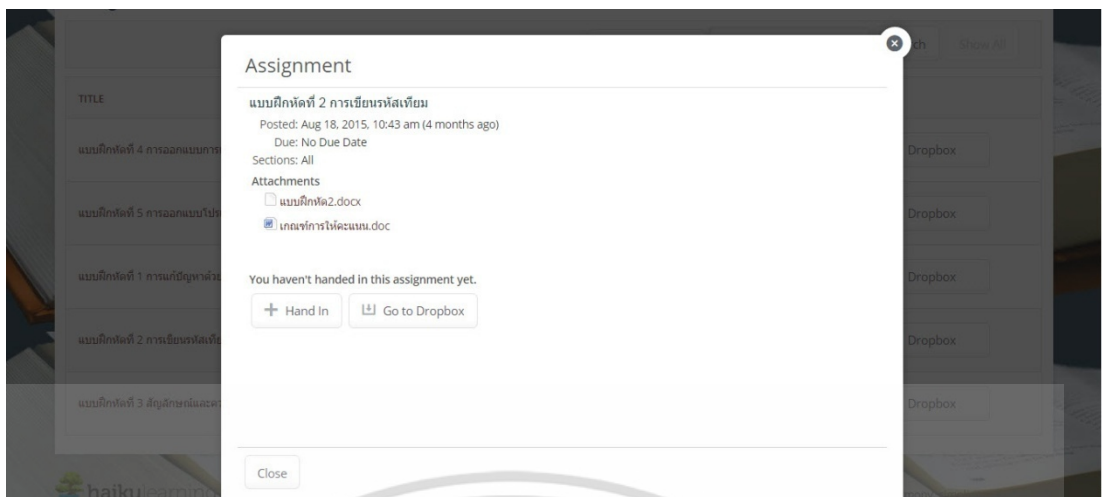 ch
Show All
Assignment
TITLE
แบบฝึกหัดที่ 2 การเขียนรหัสเทียม
Posted: Aug 18, 2015, 10:43 am (4 months ago)
Due: No Due Date
Sections: All
Attachments
แบบฝึกหัด2.docx
เกณฑ์การให้คะแนน.doc
You haven't handed in this assignment yet.
Hand In
Go to Dropbox
Close
แบบฝึกหัดที่ 4 การออกแบบการ
Dropbox
แบบฝึกหัดที่ 5 การออกแบบโปร
Dropbox
แบบฝึกหัดที่ 1 การแก้ปัญหาด้วย
Dropbox
แบบฝึกหัดที่ 2 การเขียนรหัสเทีย
Dropbox
แบบฝึกหัดที่ 3 สัญลักษณ์และคว
Dropbox
haikulearning